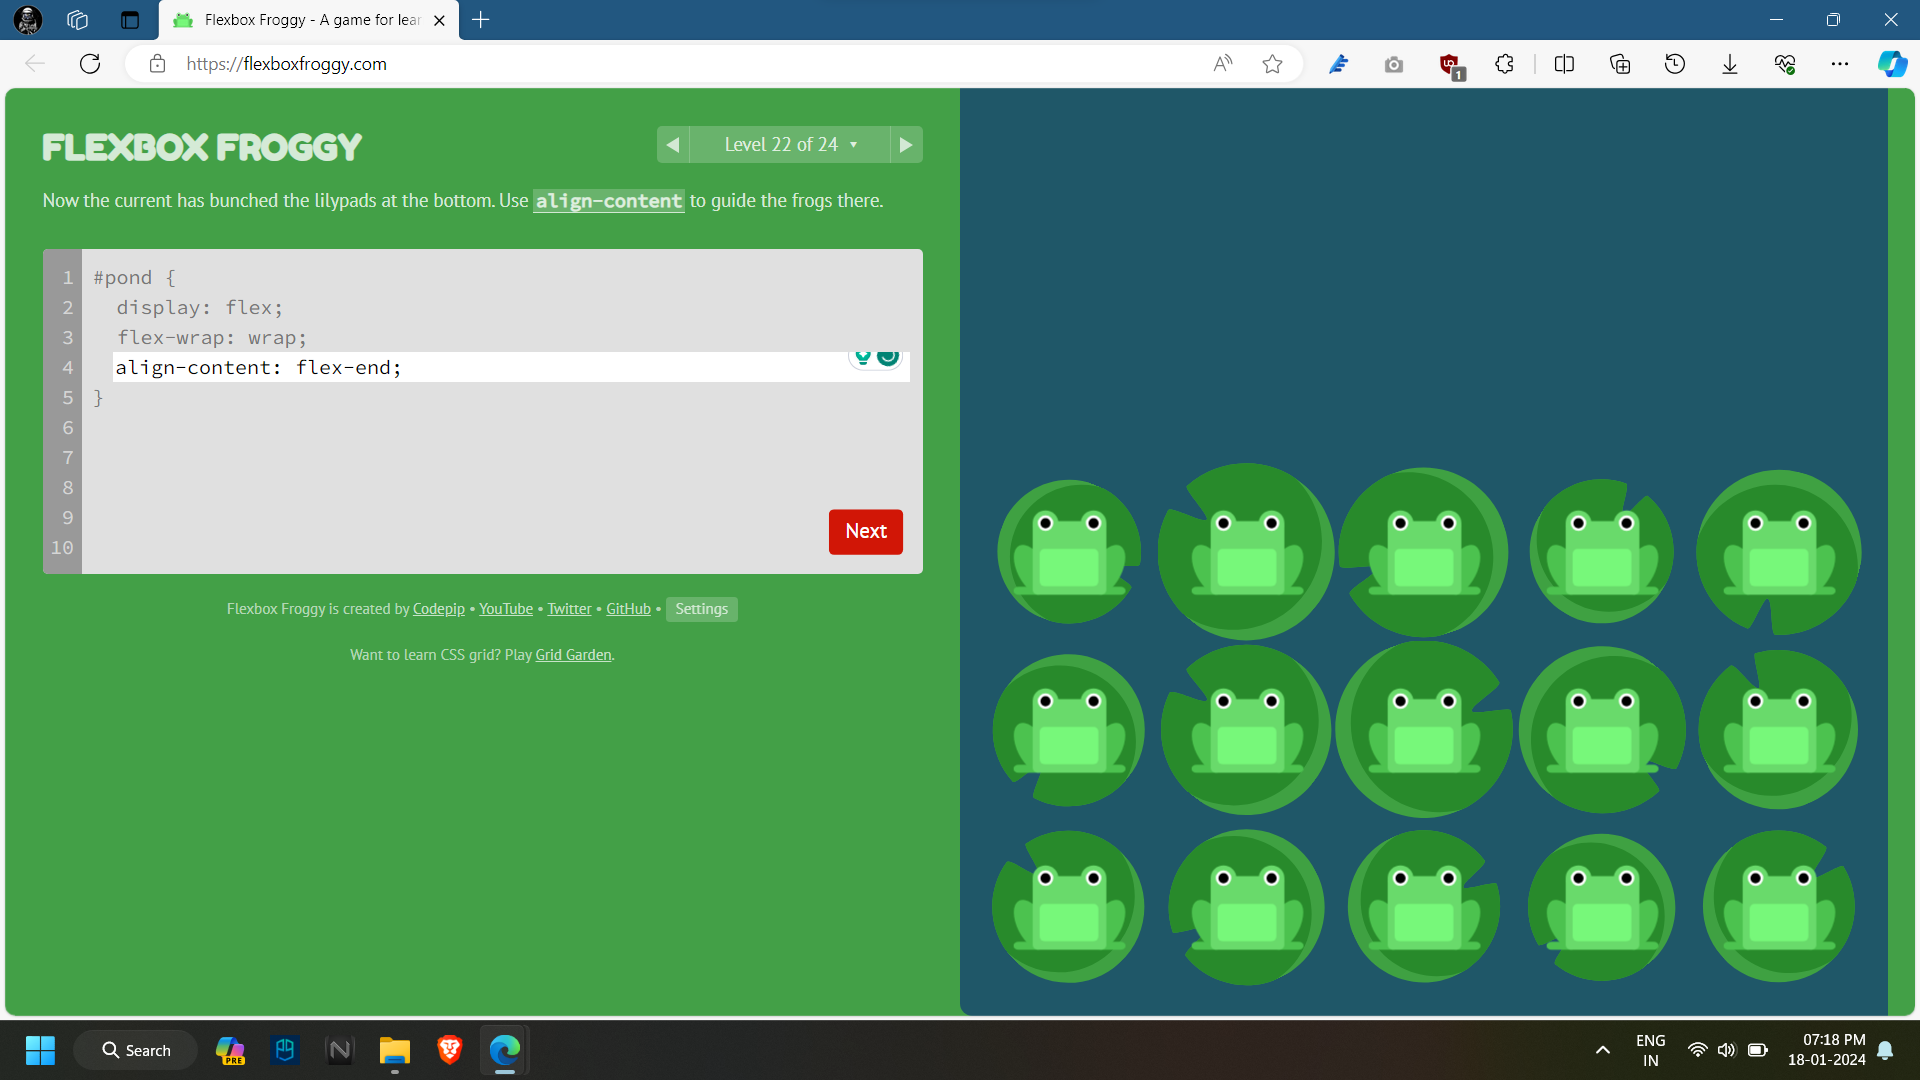 Flexbox Froggy - A game for lear
https://flexboxfroggy.com
1
FLEXBOX FROGGY
Level 22 of 24
Now the current has bunched the lilypads at the bottom. Use align-content to guide the frogs there.
1 #pond {
2 display: flex;
3 flex-wrap: wrap;
4 align-content: flex-end;
5 }
6
7
8
9
10
Next
Flexbox Froggy is created by Codepip • YouTube • Twitter • GitHub • Settings
Want to learn CSS grid? Play Grid Garden.
Search
PRE
ENG
IN
07:18 PM
18-01-2024